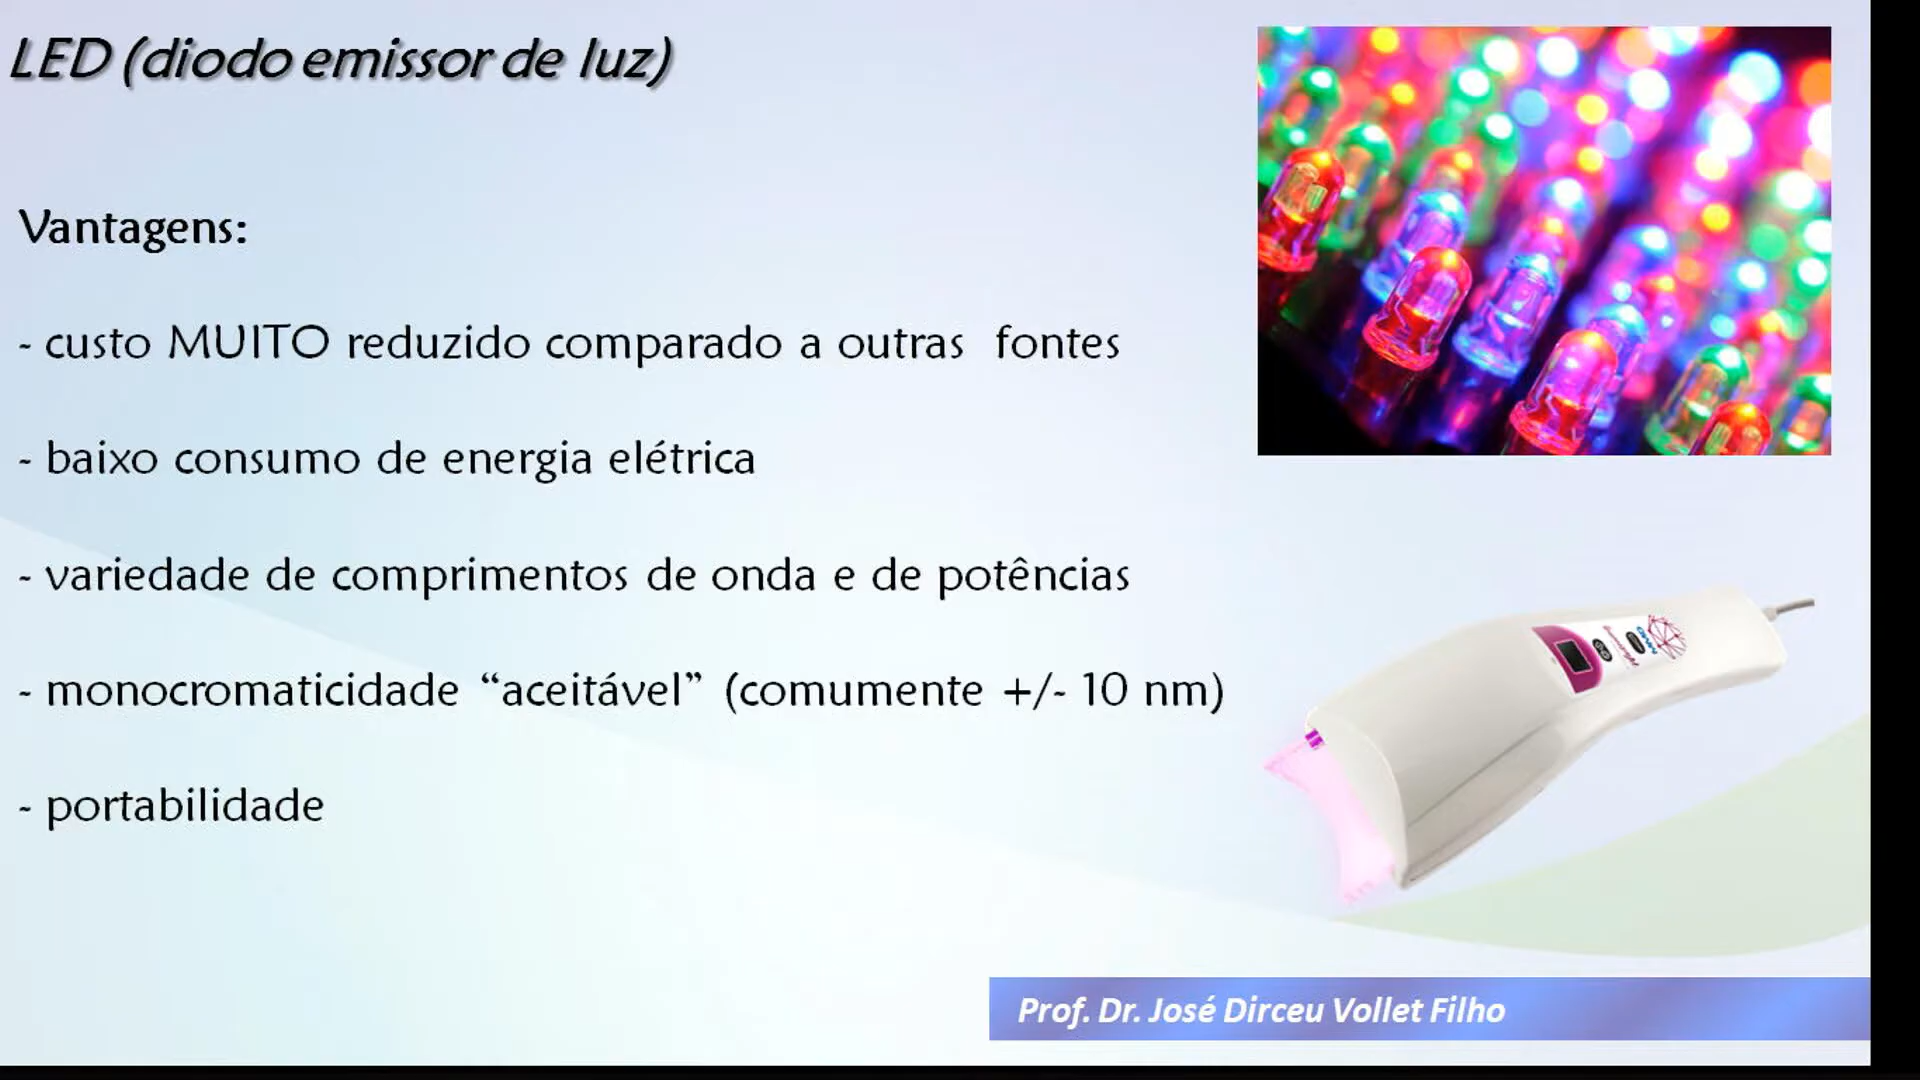 LED (diodo emissor de luz)
Vantagens:
- custo MUITO reduzido comparado a outras fontes
- baixo consumo de energia elétrica
- variedade de comprimentos de onda e de potências
- monocromaticidade “aceitável” (comumente +/- 10 nm)
- portabilidade
Prof. Dr. José Dirceu Vollet Filho